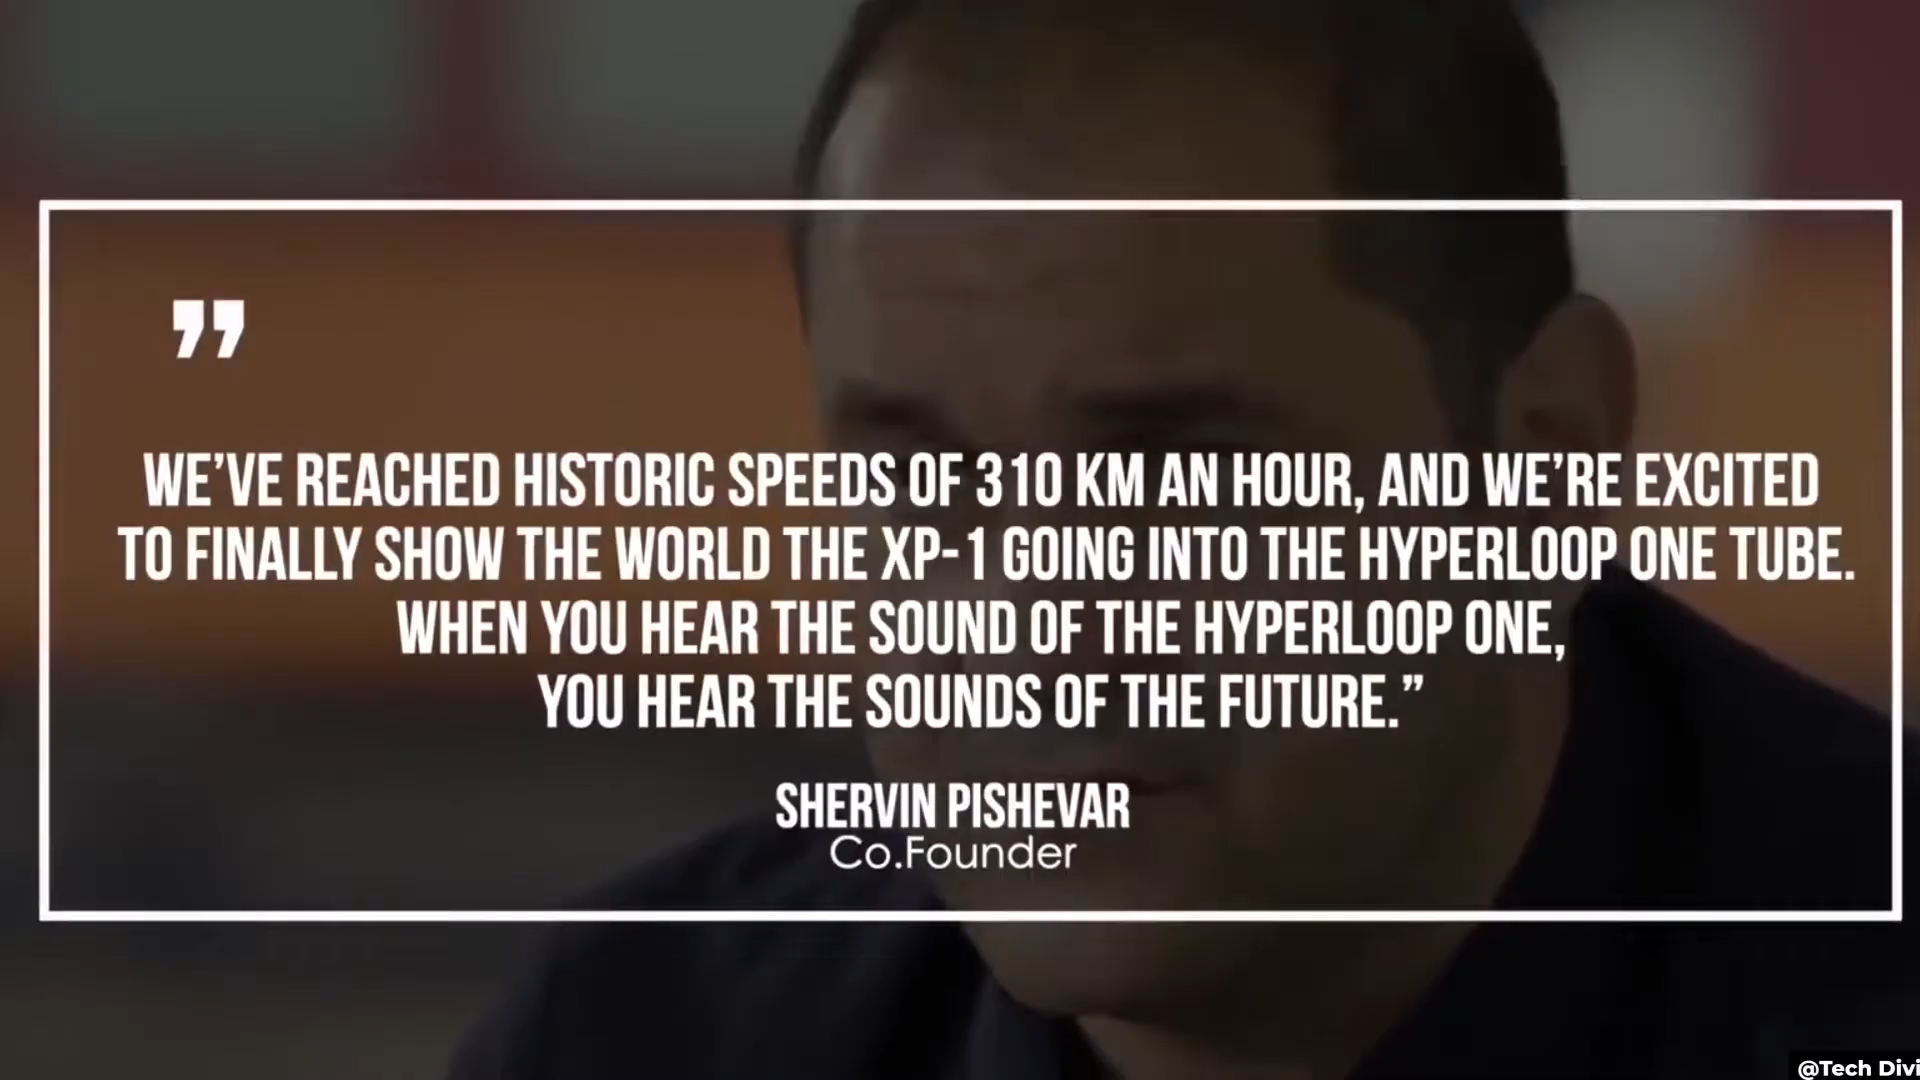 ”
WE’VE REACHED HISTORIC SPEEDS OF 310 KM AN HOUR, AND WE’RE EXCITED
TO FINALLY SHOW THE WORLD THE XP-1 GOING INTO THE HYPERLOOP ONE TUBE.
WHEN YOU HEAR THE SOUND OF THE HYPERLOOP ONE,
YOU HEAR THE SOUNDS OF THE FUTURE.”
SHERVIN PISHEVAR
Co.Founder
@Tech Divi